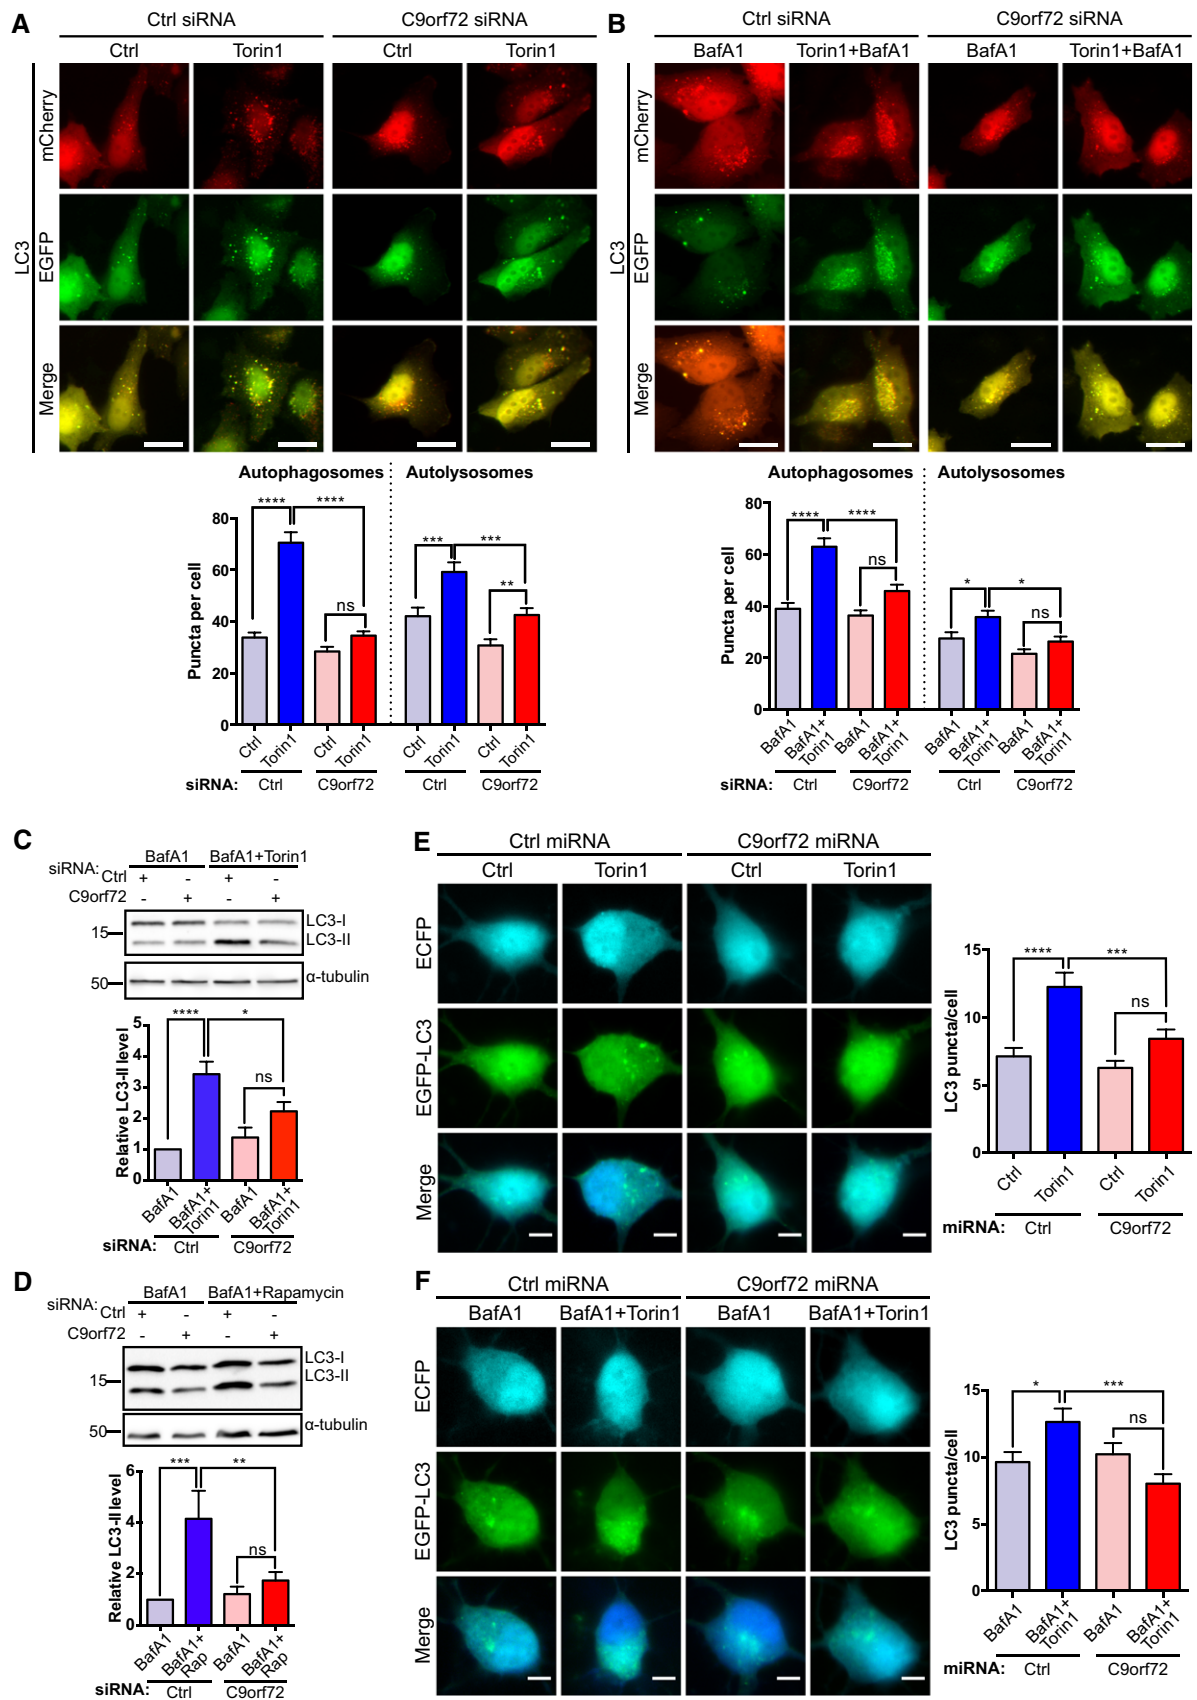 A
Ctrl siRNA
C9orf72 siRNA
Ctrl
Torin1
Ctrl
Torin1
LC3
mCherry
EGFP
Merge
Autophagosomes
Autolysosomes
Puncta per cell
80
60
40
20
0
****
****
ns
***
***
**
Ctrl
Torin1
Ctrl
Torin1
Ctrl
Torin1
Ctrl
Torin1
siRNA:
Ctrl
C9orf72
Ctrl
C9orf72
B
Ctrl siRNA
C9orf72 siRNA
BafA1
Torin1+BafA1
BafA1
Torin1+BafA1
LC3
mCherry
EGFP
Merge
Autophagosomes
Autolysosomes
Puncta per cell
80
60
40
20
0
****
****
ns
*
*
ns
BafA1
BafA1+
Torin1
BafA1
BafA1+
Torin1
BafA1
BafA1+
Torin1
BafA1
BafA1+
Torin1
siRNA:
Ctrl
C9orf72
Ctrl
C9orf72
C
BafA1
BafA1+Torin1
siRNA:
Ctrl + - + -
C9orf72 - + - +
15
LC3-I
LC3-II
50
α-tubulin
Relative LC3-II level
5
4
3
2
1
0
****
*
ns
BafA1
BafA1+
Torin1
BafA1
BafA1+
Torin1
siRNA:
Ctrl
C9orf72
D
BafA1
BafA1+Rapamycin
siRNA:
Ctrl + - + -
C9orf72 - + - +
LC3-I
15
LC3-II
50
α-tubulin
Relative LC3-II level
6
4
2
0
***
**
ns
BafA1
BafA1+
Rap
BafA1
BafA1+
Rap
siRNA:
Ctrl
C9orf72
E
Ctrl miRNA
C9orf72 miRNA
Ctrl
Torin1
Ctrl
Torin1
ECFP
EGFP-LC3
Merge
LC3 puncta/cell
15
10
5
0
****
***
ns
Ctrl
Torin1
Ctrl
Torin1
miRNA:
Ctrl
C9orf72
F
Ctrl miRNA
C9orf72 miRNA
BafA1
BafA1+Torin1
BafA1
BafA1+Torin1
ECFP
EGFP-LC3
Merge
LC3 puncta/cell
15
10
5
0
*
***
ns
BafA1
BafA1+
Torin1
BafA1
BafA1+
Torin1
miRNA:
Ctrl
C9orf72